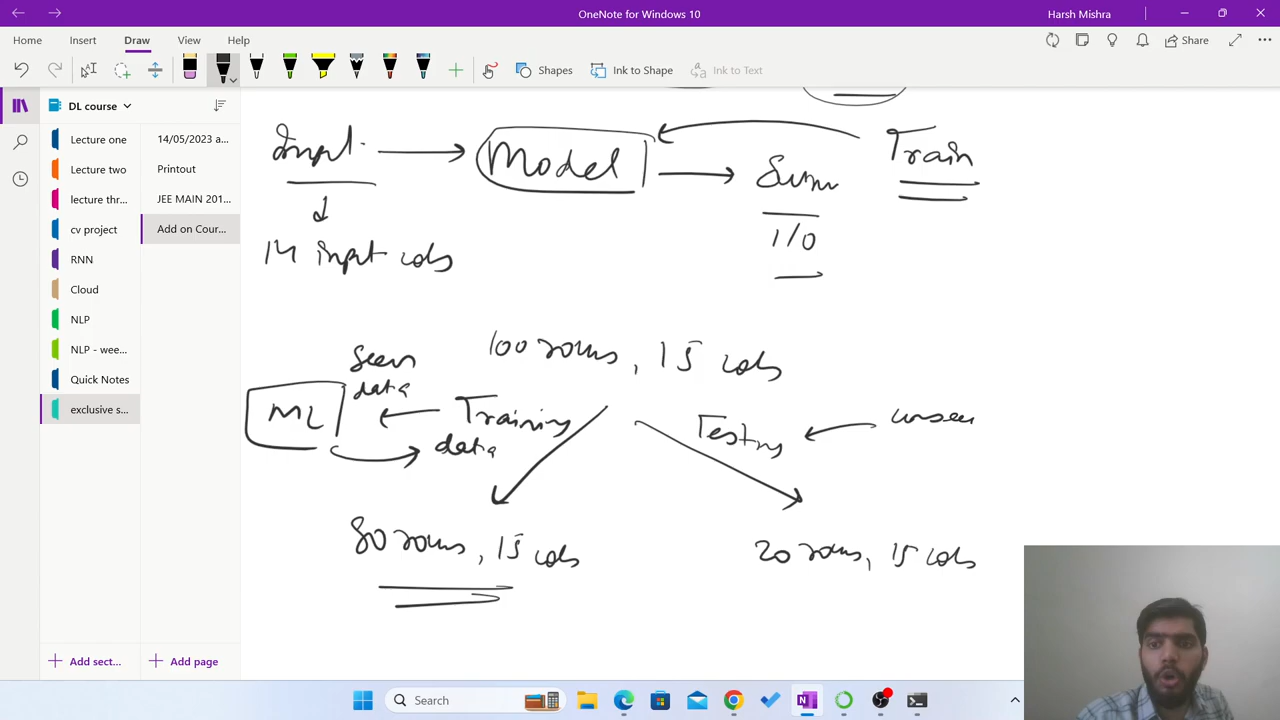 OneNote for Windows 10
Harsh Mishra
Home Insert Draw View Help
Share
Shapes
Ink to Shape
Ink to Text
DL course
Lecture one
Lecture two
lecture thr...
cv project
RNN
Cloud
NLP
NLP - wee...
Quick Notes
exclusive s...
14/05/2023 a...
Printout
JEE MAIN 201...
Add on Cour...
Input
Model
Train
1/0
14 input cols
100 rows, 15 cols
Seen
data
ML
Training
data
Testing
unseen
80 rows, 15 cols
20 rows, 15 cols
Add sect...
Add page
Search